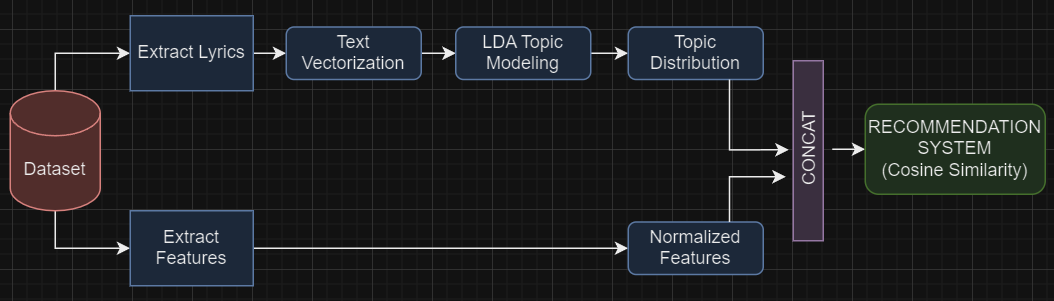 Extract Lyrics
Text
Vectorization
LDA Topic
Modeling
Topic
Distribution
Dataset
CONCAT
RECOMMENDATION
SYSTEM
(Cosine Similarity)
Extract
Features
Normalized
Features